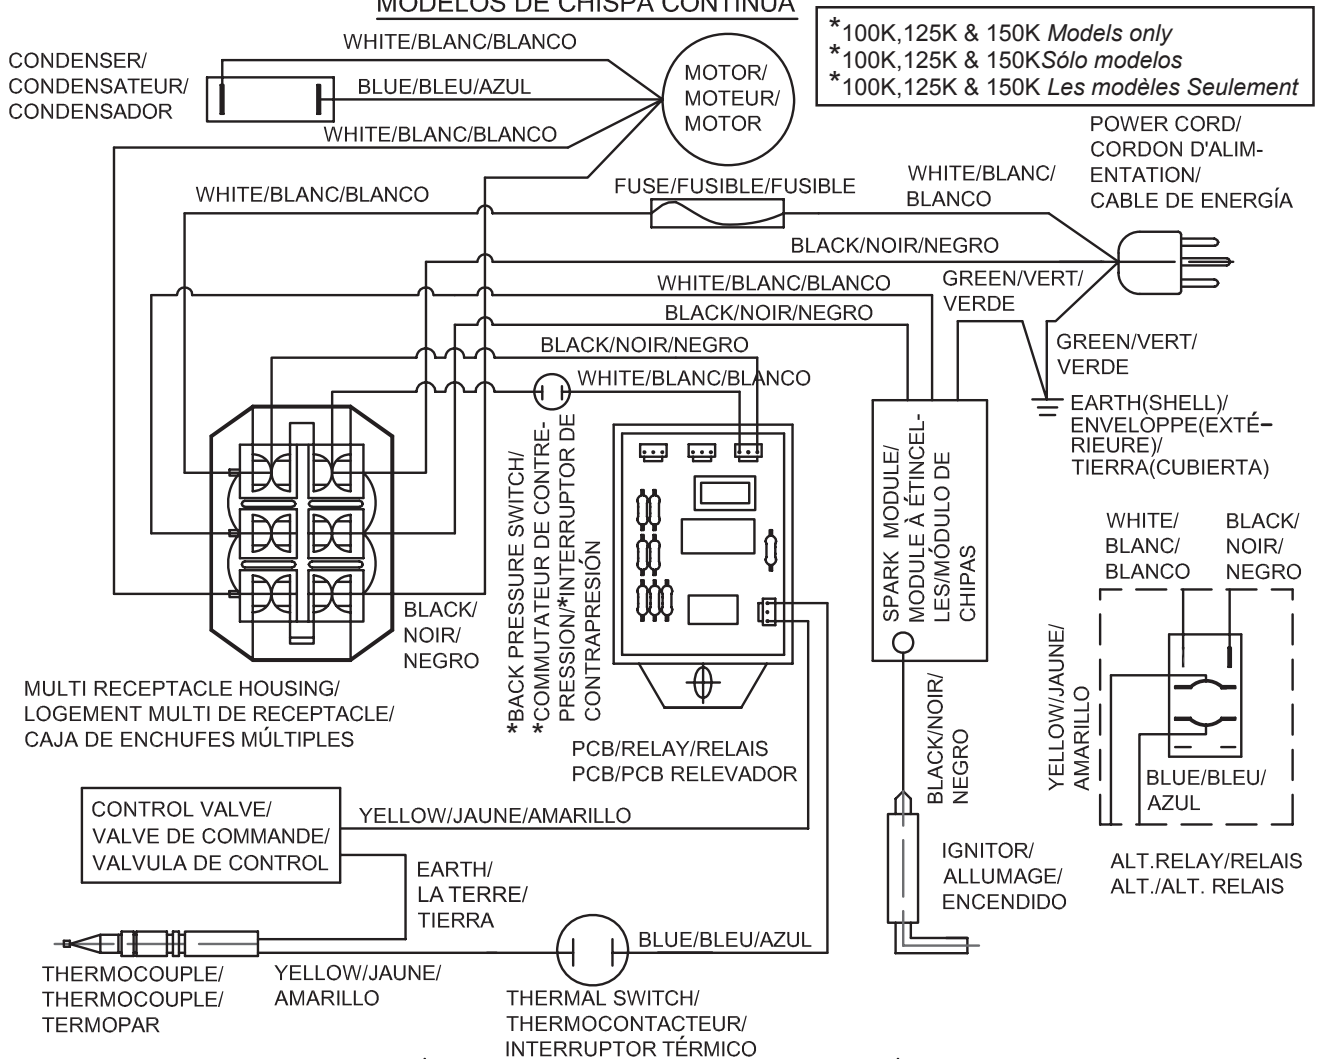 MODELOS DE CHISPA CONTINUA
*100K,125K & 150K Models only
*100K,125K & 150KSólo modelos
*100K,125K & 150K Les modèles Seulement
CONDENSER/
CONDENSATEUR/
CONDENSADOR
WHITE/BLANC/BLANCO
BLUE/BLEU/AZUL
WHITE/BLANC/BLANCO
MOTOR/
MOTEUR/
MOTOR
POWER CORD/
CORDON D'ALIM-
ENTATION/
CABLE DE ENERGÍA
WHITE/BLANC/BLANCO
FUSE/FUSIBLE/FUSIBLE
WHITE/BLANC/
BLANCO
BLACK/NOIR/NEGRO
WHITE/BLANC/BLANCO
GREEN/VERT/
VERDE
BLACK/NOIR/NEGRO
BLACK/NOIR/NEGRO
WHITE/BLANC/BLANCO
GREEN/VERT/
VERDE
EARTH(SHELL)/
ENVELOPPE(EXTÉ-
RIEURE)/
TIERRA(CUBIERTA)
*BACK PRESSURE SWITCH/
*COMMUTATEUR DE CONTRE-
PRESSION/*INTERRUPTOR DE
CONTRAPRESIÓN
SPARK MODULE/
MODULE À ÉTINCEL-
LES/MÓDULO DE
CHIPAS
BLACK/
NOIR/
NEGRO
MULTI RECEPTACLE HOUSING/
LOGEMENT MULTI DE RECEPTACLE/
CAJA DE ENCHUFES MÚLTIPLES
PCB/RELAY/RELAIS
PCB/PCB RELEVADOR
BLACK/NOIR/
NEGRO
WHITE/
BLANC/
BLANCO
BLACK/
NOIR/
NEGRO
YELLOW/JAUNE/
AMARILLO
BLUE/BLEU/
AZUL
ALT.RELAY/RELAIS
ALT./ALT. RELAIS
CONTROL VALVE/
VALVE DE COMMANDE/
VALVULA DE CONTROL
YELLOW/JAUNE/AMARILLO
EARTH/
LA TERRE/
TIERRA
IGNITOR/
ALLUMAGE/
ENCENDIDO
BLUE/BLEU/AZUL
THERMOCOUPLE/
THERMOCOUPLE/
TERMOPAR
YELLOW/JAUNE/
AMARILLO
THERMAL SWITCH/
THERMOCONTACTEUR/
INTERRUPTOR TÉRMICO